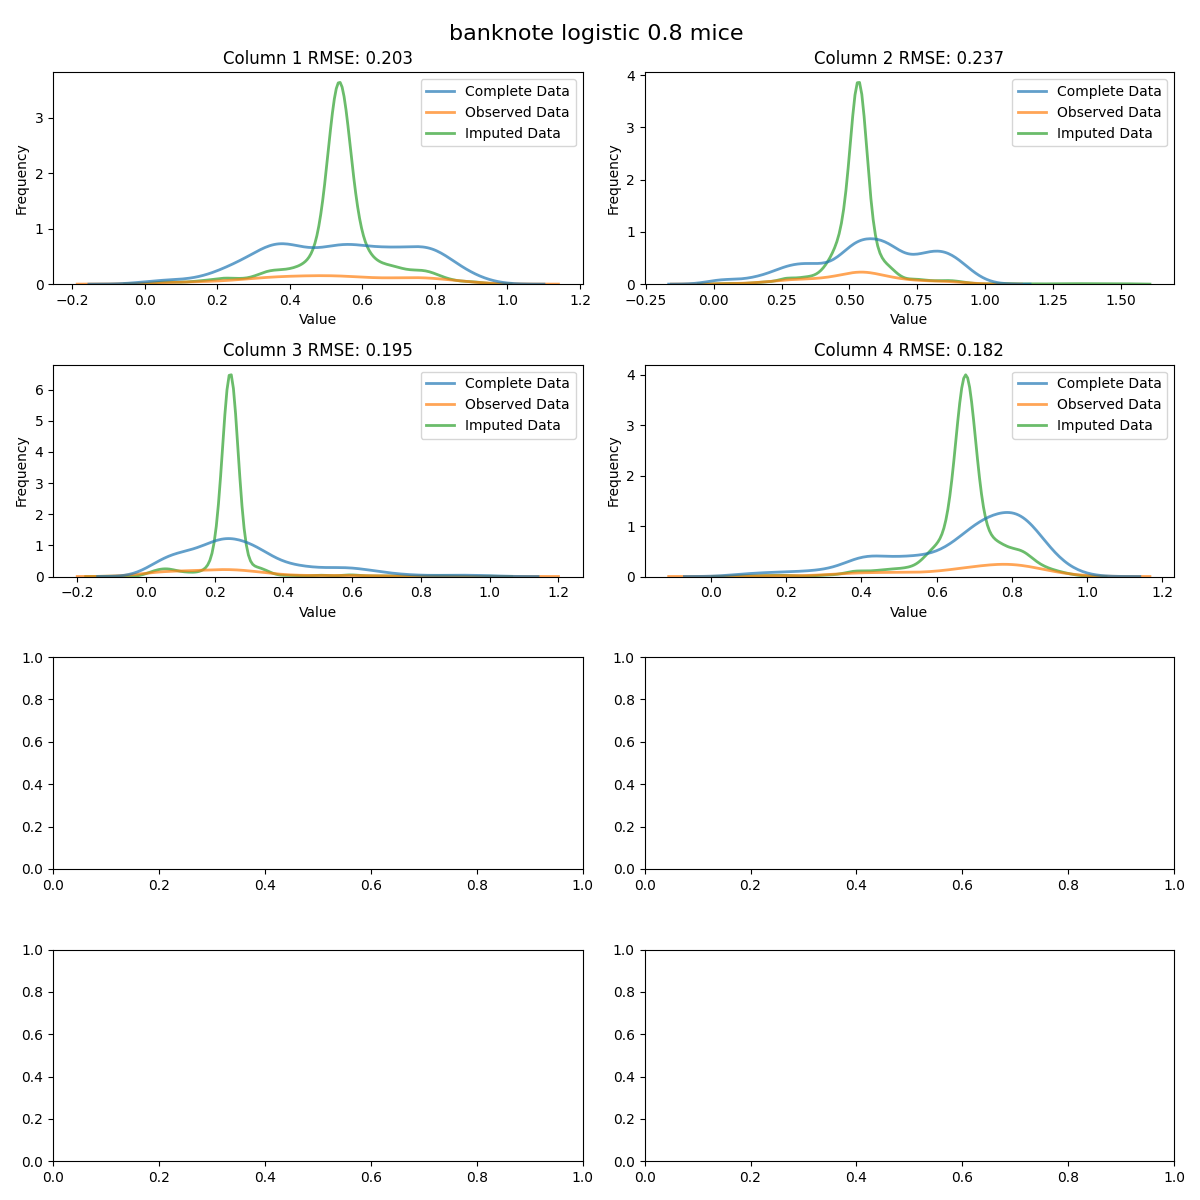 banknote logistic 0.8 mice
Column 1 RMSE: 0.203
Frequency
3
2
1
0
Complete Data
Observed Data
Imputed Data
−0.2 0.0 0.2 0.4 0.6 0.8 1.0 1.2
Value
Column 2 RMSE: 0.237
Frequency
4
3
2
1
0
Complete Data
Observed Data
Imputed Data
−0.25 0.00 0.25 0.50 0.75 1.00 1.25 1.50
Value
Column 3 RMSE: 0.195
Frequency
6
5
4
3
2
1
0
Complete Data
Observed Data
Imputed Data
−0.2 0.0 0.2 0.4 0.6 0.8 1.0 1.2
Value
Column 4 RMSE: 0.182
Frequency
4
3
2
1
0
Complete Data
Observed Data
Imputed Data
0.0 0.2 0.4 0.6 0.8 1.0 1.2
Value
1.0
0.8
0.6
0.4
0.2
0.0
0.0 0.2 0.4 0.6 0.8 1.0
1.0
0.8
0.6
0.4
0.2
0.0
0.0 0.2 0.4 0.6 0.8 1.0
1.0
0.8
0.6
0.4
0.2
0.0
0.0 0.2 0.4 0.6 0.8 1.0
1.0
0.8
0.6
0.4
0.2
0.0
0.0 0.2 0.4 0.6 0.8 1.0